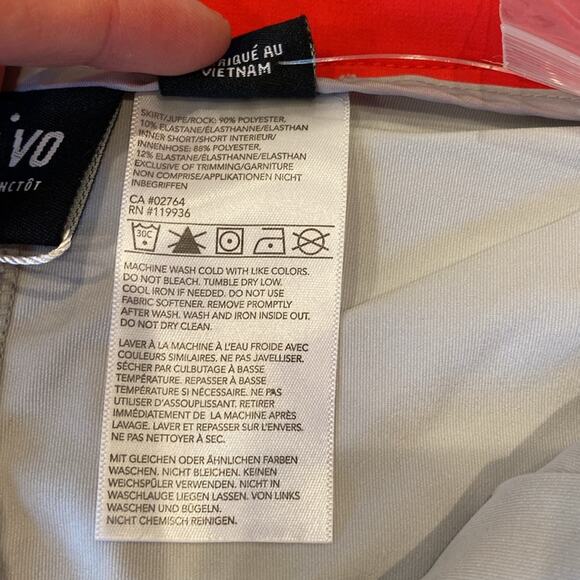 RIQUÉ AU
VIETNAM
VO
NCTÔT
SKIRT/JUPE/ROCK: 90% POLYESTER,
10% ELASTANE/ÉLASTHANNE/ELASTHAN
INNER SHORT/SHORT INTERIEUR/
INNENHOSE: 88% POLYESTER,
12% ELASTANE/ÉLASTHANNE/ELASTHAN
EXCLUSIVE OF TRIMMING/GARNITURE
NON COMPRISE/APPLIKATIONEN NICHT
INBEGRIFFEN
CA #02764
RN #119936
30C
MACHINE WASH COLD WITH LIKE COLORS.
DO NOT BLEACH. TUMBLE DRY LOW.
COOL IRON IF NEEDED. DO NOT USE
FABRIC SOFTENER. REMOVE PROMPTLY
AFTER WASH. WASH AND IRON INSIDE OUT.
DO NOT DRY CLEAN.
LAVER À LA MACHINE À L'EAU FROIDE AVEC
COULEURS SIMILAIRES. NE PAS JAVELLISER.
SÉCHER PAR CULBUTAGE À BASSE
TEMPÉRATURE. REPASSER À BASSE
TEMPÉRATURE SI NÉCESSAIRE. NE PAS
UTILISER D'ASSOUPLISSANT. RETIRER
IMMÉDIATEMENT DE LA MACHINE APRÈS
LAVAGE. LAVER ET REPASSER SUR L'ENVERS.
NE PAS NETTOYER À SEC.
MIT GLEICHEN ODER ÄHNLICHEN FARBEN
WASCHEN. NICHT BLEICHEN. KEINEN
WEICHSPÜLER VERWENDEN. NICHT IN
WASCHLAUGE LIEGEN LASSEN. VON LINKS
WASCHEN UND BÜGELN.
NICHT CHEMISCH REINIGEN.